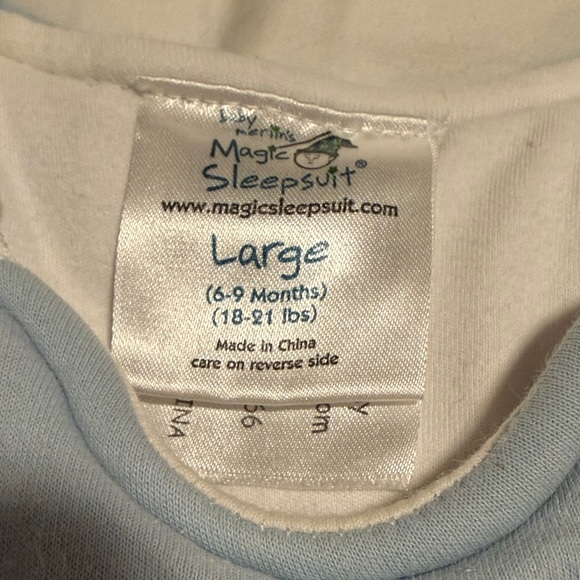 baby
merlin's
Magic
Sleepsuit®
www.magicsleepsuit.com
Large
(6-9 Months)
(18-21 lbs)
Made in China
care on reverse side